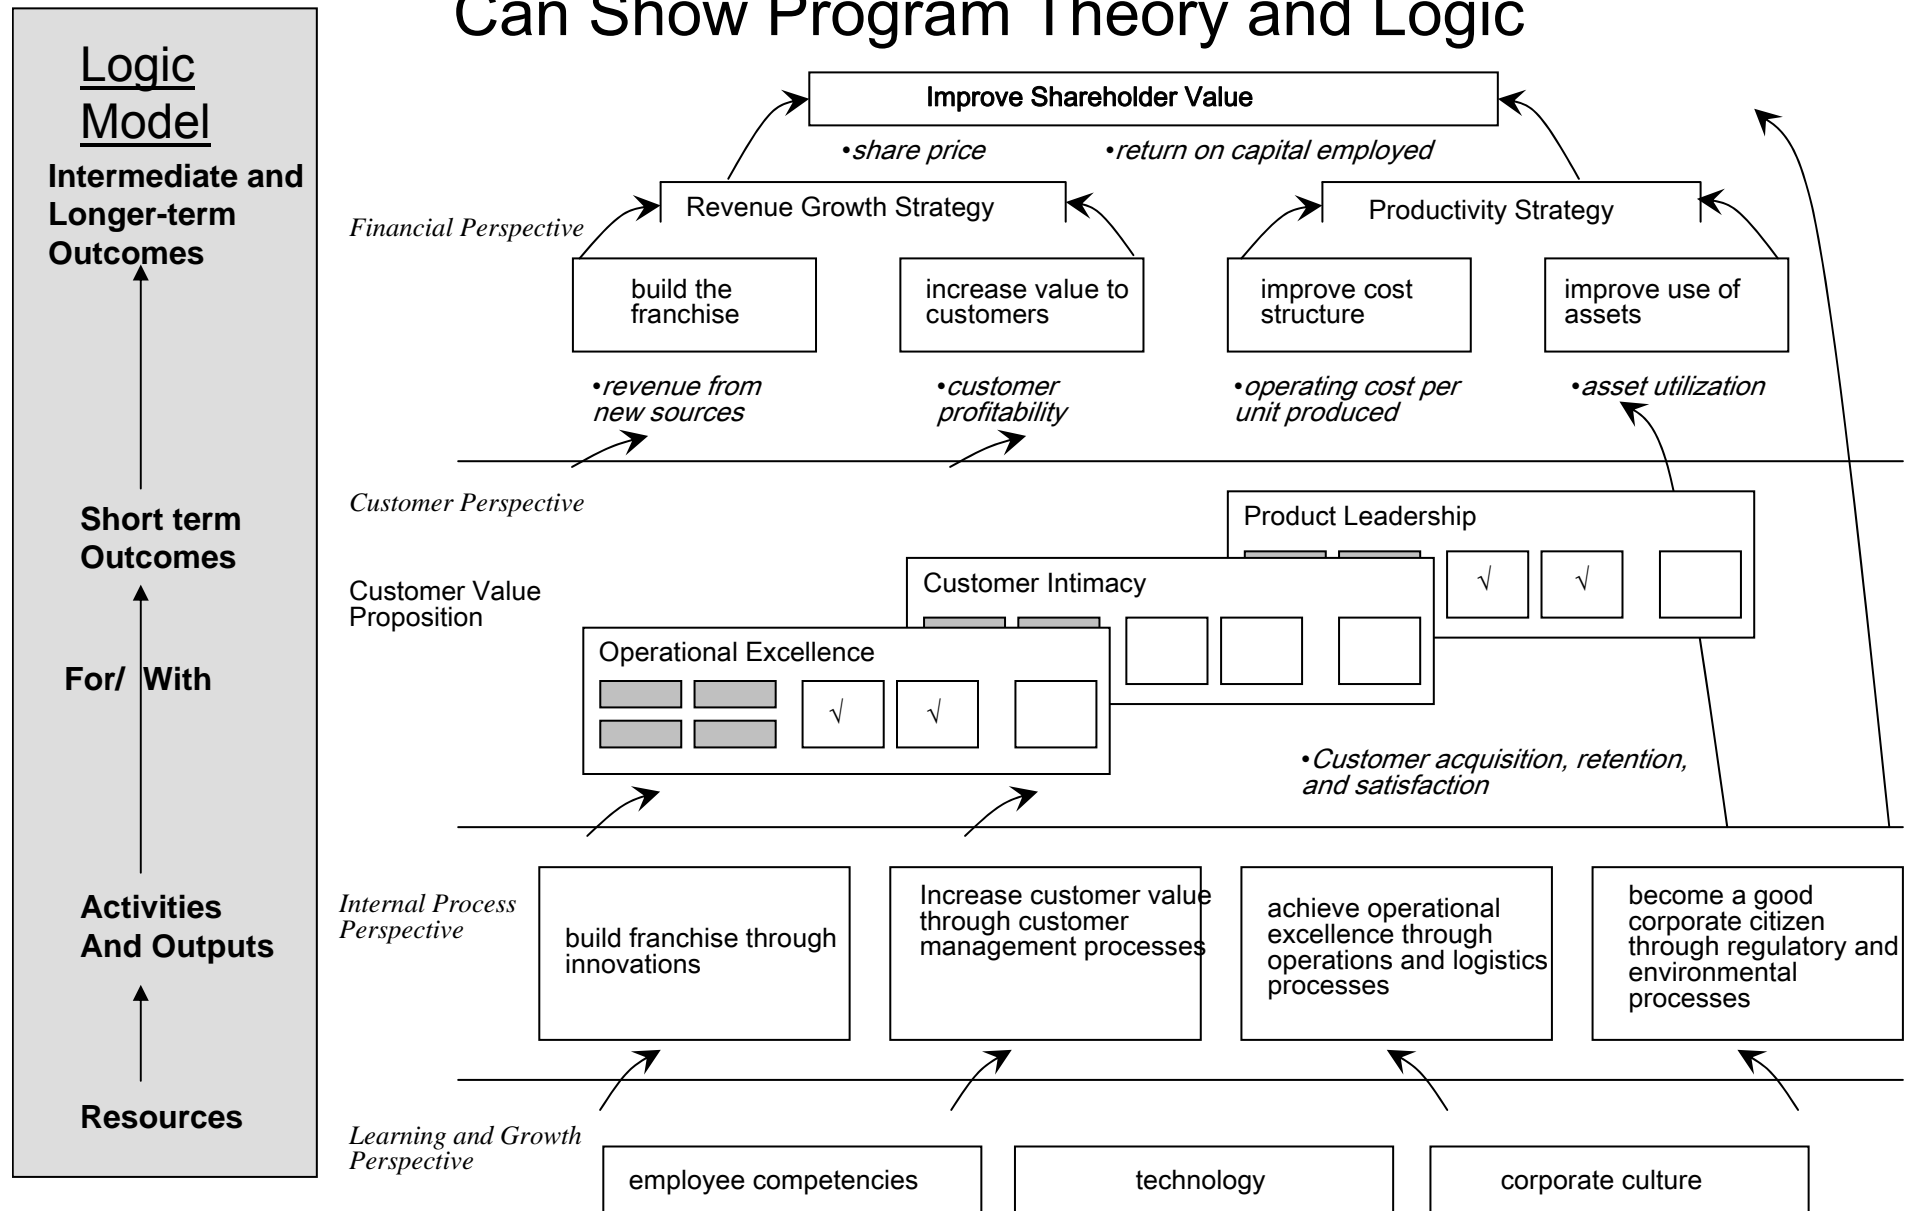 Can Show Program Theory and Logic
Logic
Model
Intermediate and
Longer-term
Outcomes
Short term
Outcomes
For/ With
Activities
And Outputs
Resources
Improve Shareholder Value
•share price
•return on capital employed
Financial Perspective
Revenue Growth Strategy
Productivity Strategy
build the
franchise
increase value to
customers
improve cost
structure
improve use of
assets
•revenue from
new sources
•customer
profitability
•operating cost per
unit produced
•asset utilization
Customer Perspective
Customer Value
Proposition
Product Leadership
√ √
Customer Intimacy
Operational Excellence
√ √
•Customer acquisition, retention,
and satisfaction
Internal Process
Perspective
build franchise through
innovations
Increase customer value
through customer
management processes
achieve operational
excellence through
operations and logistics
processes
become a good
corporate citizen
through regulatory and
environmental
processes
Learning and Growth
Perspective
employee competencies
technology
corporate culture